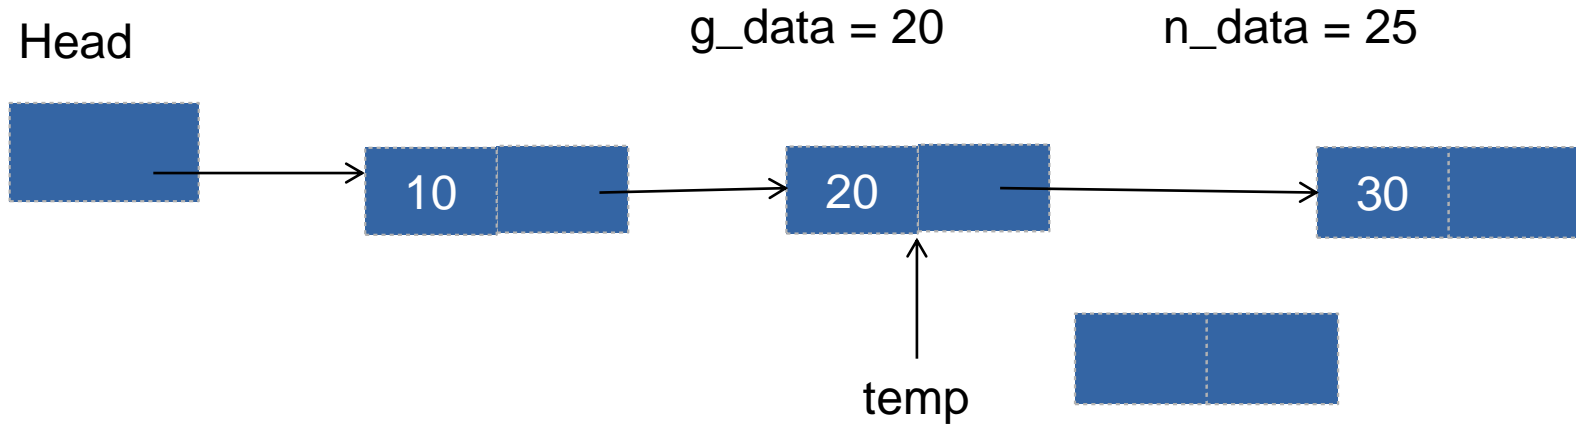 Head
g_data = 20
n_data = 25
10
20
30
temp